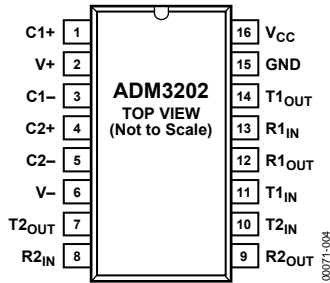 C1+ 1 16 VCC
V+ 2 15 GND
C1– 3 ADM3202 14 T1OUT
TOP VIEW
C2+ 4 (Not to Scale) 13 R1IN
C2– 5 12 R1OUT
V– 6 11 T1IN
T2OUT 7 10 T2IN
R2IN 8 9 R2OUT
00071-004